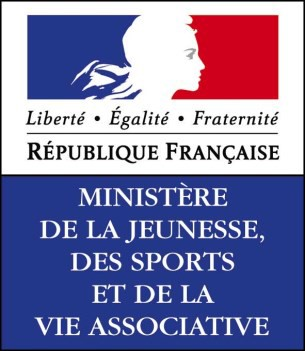 Liberté • Égalité • Fraternité
RÉPUBLIQUE FRANÇAISE
MINISTÈRE
DE LA JEUNESSE,
DES SPORTS
ET DE LA
VIE ASSOCIATIVE